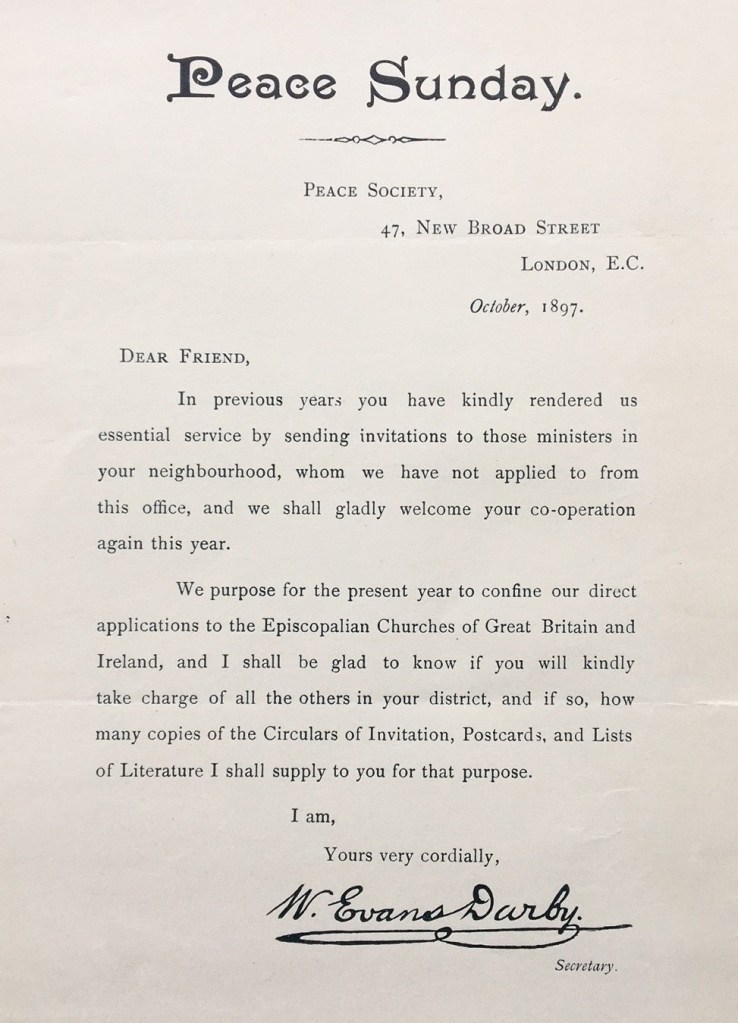 Peace Sunday.
Peace Society,
47, New Broad Street
London, E.C.
October, 1897.
Dear Friend,
In previous years you have kindly rendered us
essential service by sending invitations to those ministers in
your neighbourhood, whom we have not applied to from
this office, and we shall gladly welcome your co-operation
again this year.
We purpose for the present year to confine our direct
applications to the Episcopalian Churches of Great Britain and
Ireland, and I shall be glad to know if you will kindly
take charge of all the others in your district, and if so, how
many copies of the Circulars of Invitation, Postcards, and Lists
of Literature I shall supply to you for that purpose.
I am,
Yours very cordially,
W. Evans Darby.
Secretary.